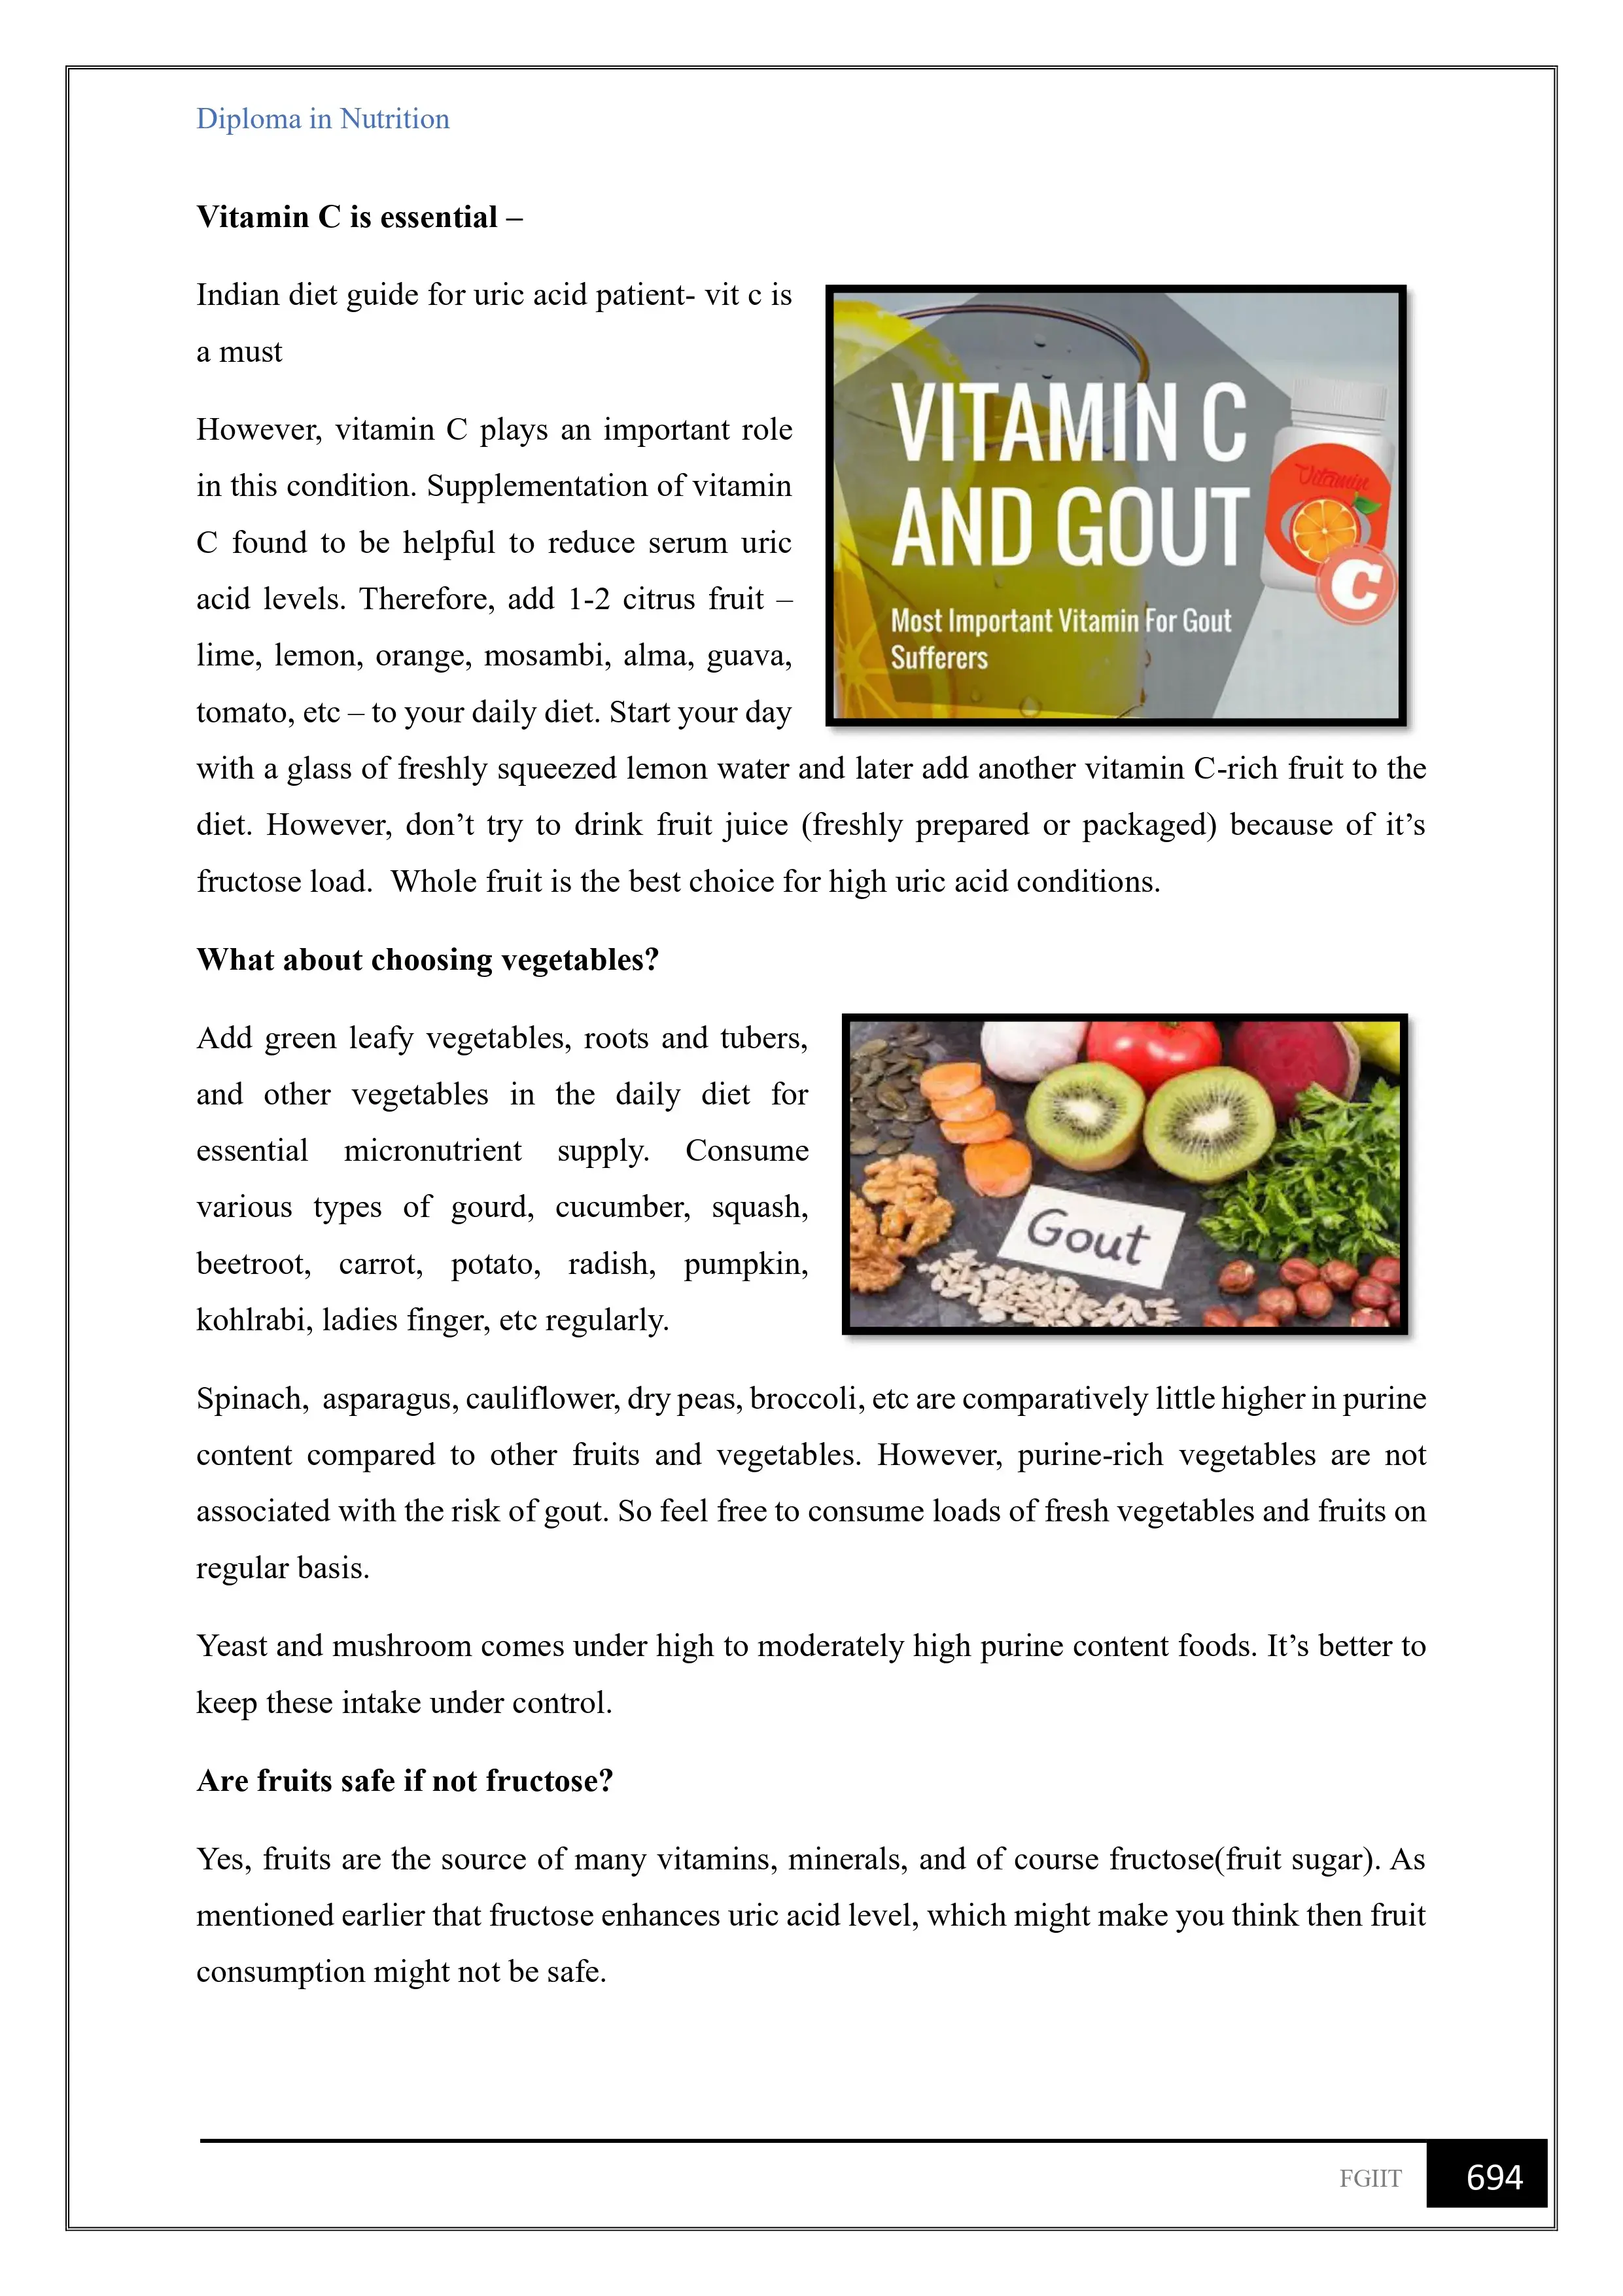 Diploma in Nutrition
Vitamin C is essential –
Indian diet guide for uric acid patient- vit c is
a must
However, vitamin C plays an important role
in this condition. Supplementation of vitamin
C found to be helpful to reduce serum uric
acid levels. Therefore, add 1-2 citrus fruit –
lime, lemon, orange, mosambi, alma, guava,
tomato, etc – to your daily diet. Start your day
VITAMIN C
AND GOUT
Most Important Vitamin For Gout
Sufferers
Vitamin
C
with a glass of freshly squeezed lemon water and later add another vitamin C-rich fruit to the
diet. However, don’t try to drink fruit juice (freshly prepared or packaged) because of it’s
fructose load.  Whole fruit is the best choice for high uric acid conditions.
What about choosing vegetables?
Add green leafy vegetables, roots and tubers,
and other vegetables in the daily diet for
essential micronutrient supply. Consume
various types of gourd, cucumber, squash,
beetroot, carrot, potato, radish, pumpkin,
kohlrabi, ladies finger, etc regularly.
Gout
Spinach,  asparagus, cauliflower, dry peas, broccoli, etc are comparatively little higher in purine
content compared to other fruits and vegetables. However, purine-rich vegetables are not
associated with the risk of gout. So feel free to consume loads of fresh vegetables and fruits on
regular basis.
Yeast and mushroom comes under high to moderately high purine content foods. It’s better to
keep these intake under control.
Are fruits safe if not fructose?
Yes, fruits are the source of many vitamins, minerals, and of course fructose(fruit sugar). As
mentioned earlier that fructose enhances uric acid level, which might make you think then fruit
consumption might not be safe.
FGIIT
694